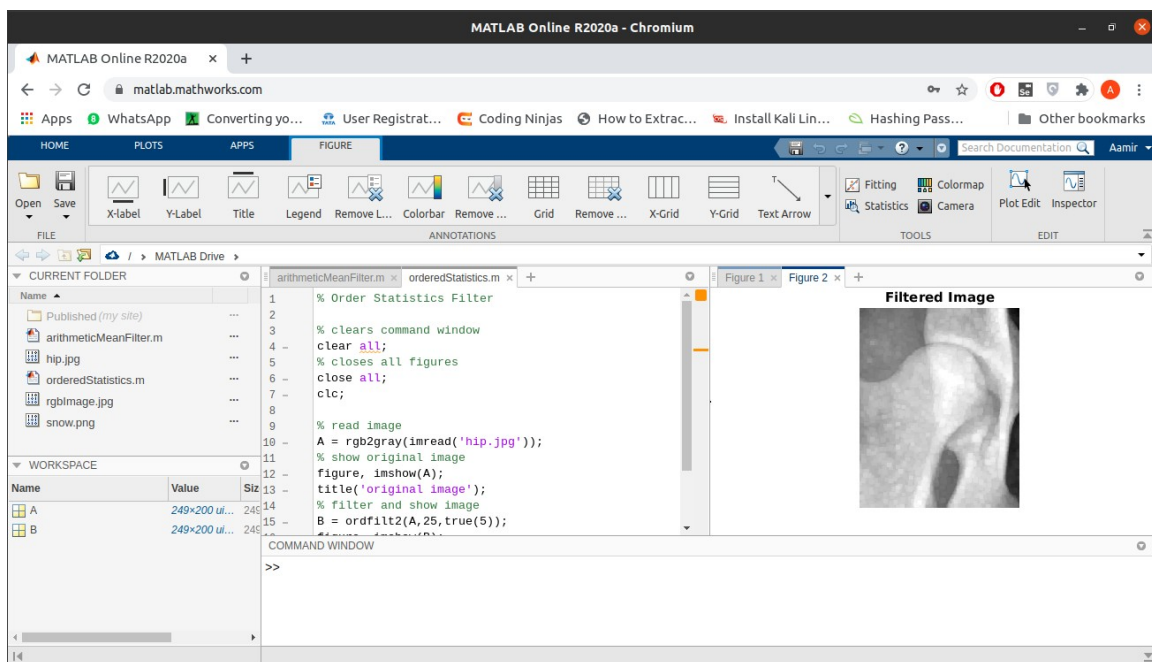 MATLAB Online R2020a - Chromium
MATLAB Online R2020a
matlab.mathworks.com
Apps WhatsApp Converting yo... User Registrat... Coding Ninjas How to Extrac... Install Kali Lin... Hashing Pass... Other bookmarks
HOME PLOTS APPS FIGURE Search Documentation Aamir
Open Save X-label Y-Label Title Legend Remove L... Colorbar Remove ... Grid Remove ... X-Grid Y-Grid Text Arrow Fitting Colormap Statistics Camera Plot Edit Inspector
FILE ANNOTATIONS TOOLS EDIT
/ › MATLAB Drive ›
CURRENT FOLDER
Name
Published (my site)
arithmeticMeanFilter.m
hip.jpg
orderedStatistics.m
rgbImage.jpg
snow.png
WORKSPACE
Name Value Siz
A 249×200 ui... 249
B 249×200 ui... 249
arithmeticMeanFilter.m × orderedStatistics.m × +
1 % Order Statistics Filter
2
3 % clears command window
4 – clear all;
5 % closes all figures
6 – close all;
7 – clc;
8
9 % read image
10 – A = rgb2gray(imread('hip.jpg'));
11 % show original image
12 – figure, imshow(A);
13 – title('original image');
14 % filter and show image
15 – B = ordfilt2(A,25,true(5));
COMMAND WINDOW
>>
Figure 1 × Figure 2 × +
Filtered Image